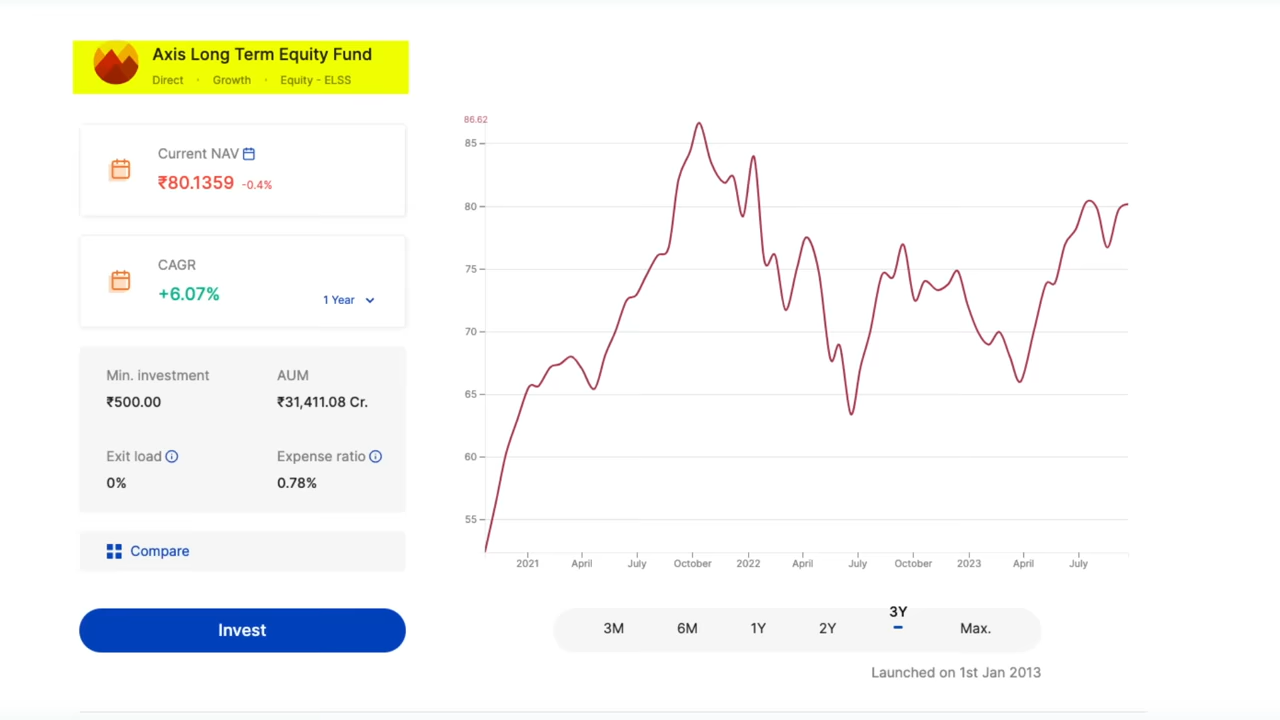 Axis Long Term Equity Fund
Direct · Growth · Equity - ELSS
Current NAV
₹80.1359 -0.4%
CAGR
+6.07%
1 Year
Min. investment AUM
₹500.00 ₹31,411.08 Cr.
Exit load Expense ratio
0% 0.78%
Compare
Invest
86.62
85
80
75
70
65
60
55
2021 April July October 2022 April July October 2023 April July
3M 6M 1Y 2Y 3Y Max.
Launched on 1st Jan 2013